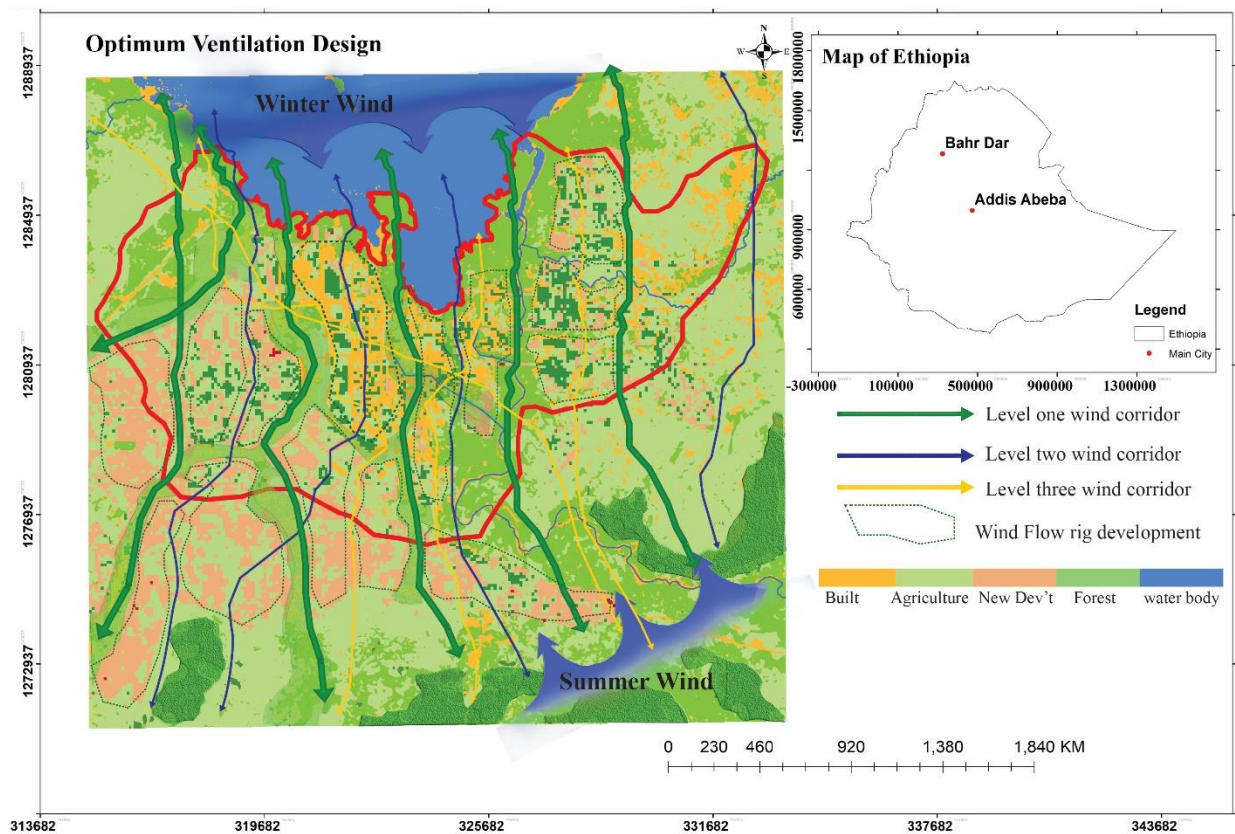 Optimum Ventilation Design
N
W
E
S
Winter Wind
Summer Wind
1288937
1284937
1280937
1276937
1272937
313682
319682
325682
331682
337682
343682
Map of Ethiopia
Bahr Dar
Addis Abeba
Legend
Ethiopia
Main City
1800000
1500000
900000
600000
-300000
100000
500000
900000
1300000
Level one wind corridor
Level two wind corridor
Level three wind corridor
Wind Flow rig development
Built
Agriculture
New Dev't
Forest
water body
0 230 460 920 1,380 1,840 KM